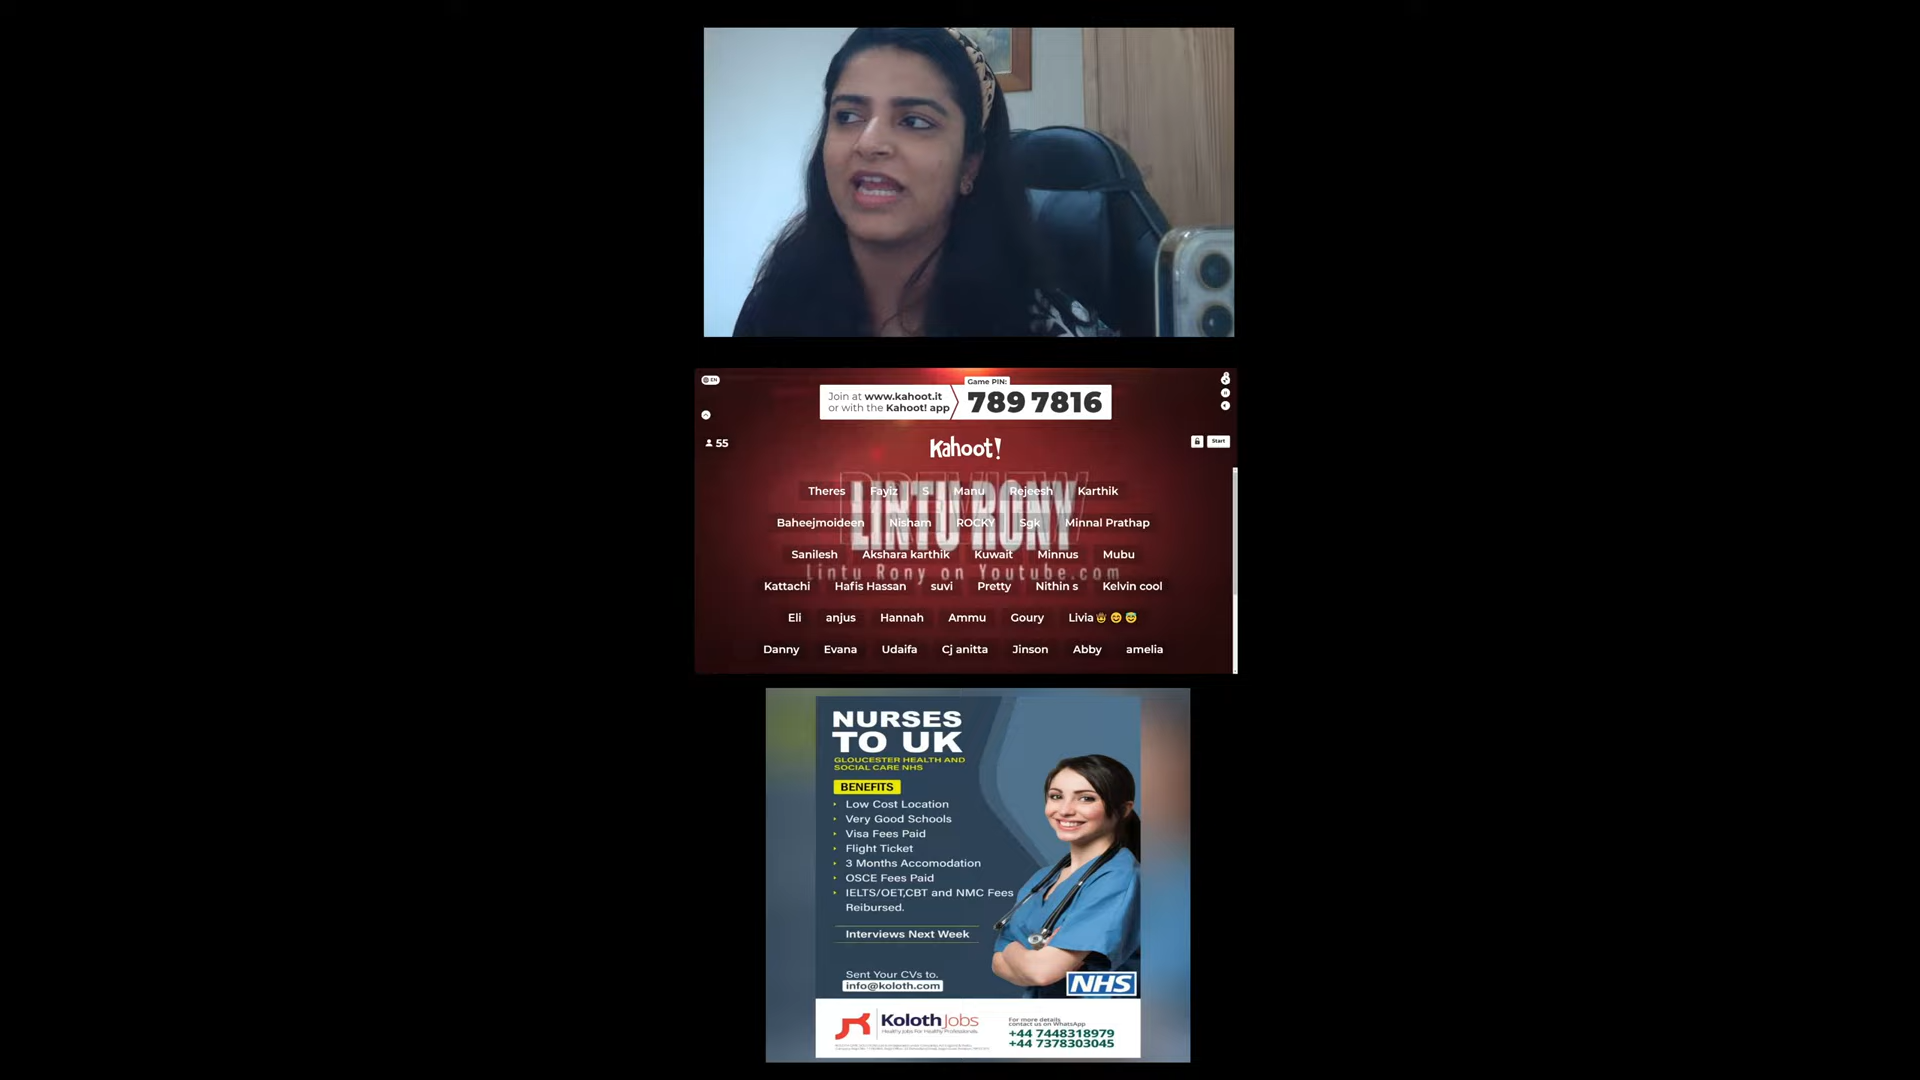 EN
Join at www.kahoot.it
or with the Kahoot! app
Game PIN:
789 7816
55
Kahoot!
Start
LINTU RONY
Lintu Rony on Youtube.com
Theres Fayiz S Manu Rejeesh Karthik
Baheejmoideen Nisham ROCKY Sgk Minnal Prathap
Sanilesh Akshara karthik Kuwait Minnus Mubu
Kattachi Hafis Hassan suvi Pretty Nithin s Kelvin cool
Eli anjus Hannah Ammu Goury Livia🤠😊😇
Danny Evana Udaifa Cj anitta Jinson Abby amelia
NURSES
TO UK
GLOUCESTER HEALTH AND
SOCIAL CARE NHS
BENEFITS
Low Cost Location
Very Good Schools
Visa Fees Paid
Flight Ticket
3 Months Accomodation
OSCE Fees Paid
IELTS/OET,CBT and NMC Fees
Reibursed.
Interviews Next Week
Sent Your CVs to.
info@koloth.com
NHS
KolothJobs
Healthy Jobs For Healthy Professionals.
For more details
contact us on WhatsApp
+44 7448318979
+44 7378303045